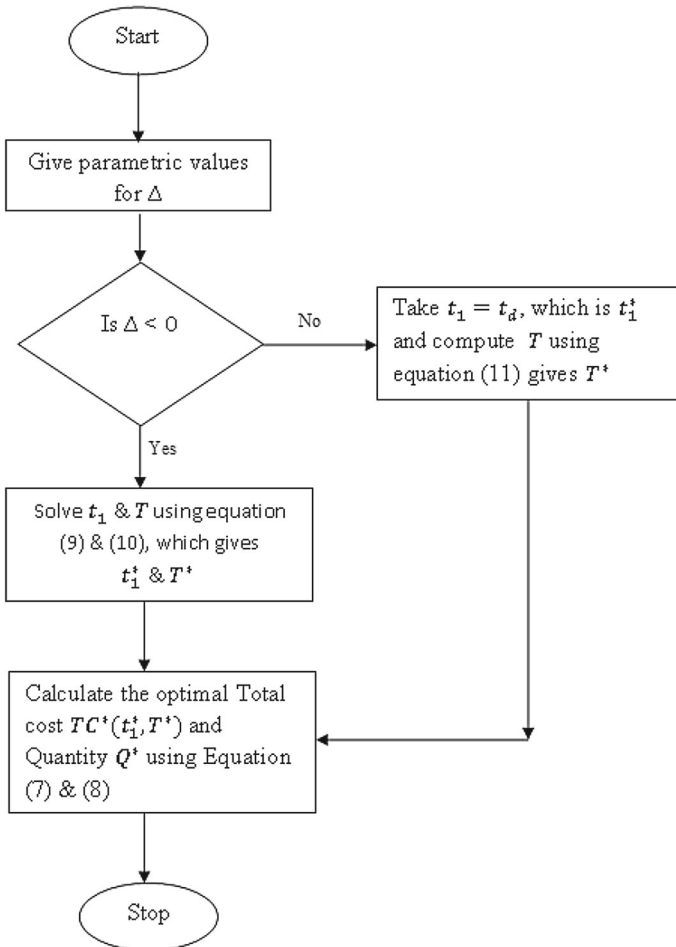 Start
Give parametric values
for Δ
Is Δ < 0
No
Take t₁ = t_d, which is t₁*
and compute T using
equation (11) gives T*
Yes
Solve t₁ & T using equation
(9) & (10), which gives
t₁* & T*
Calculate the optimal Total
cost TC*(t₁*, T*) and
Quantity Q* using Equation
(7) & (8)
Stop